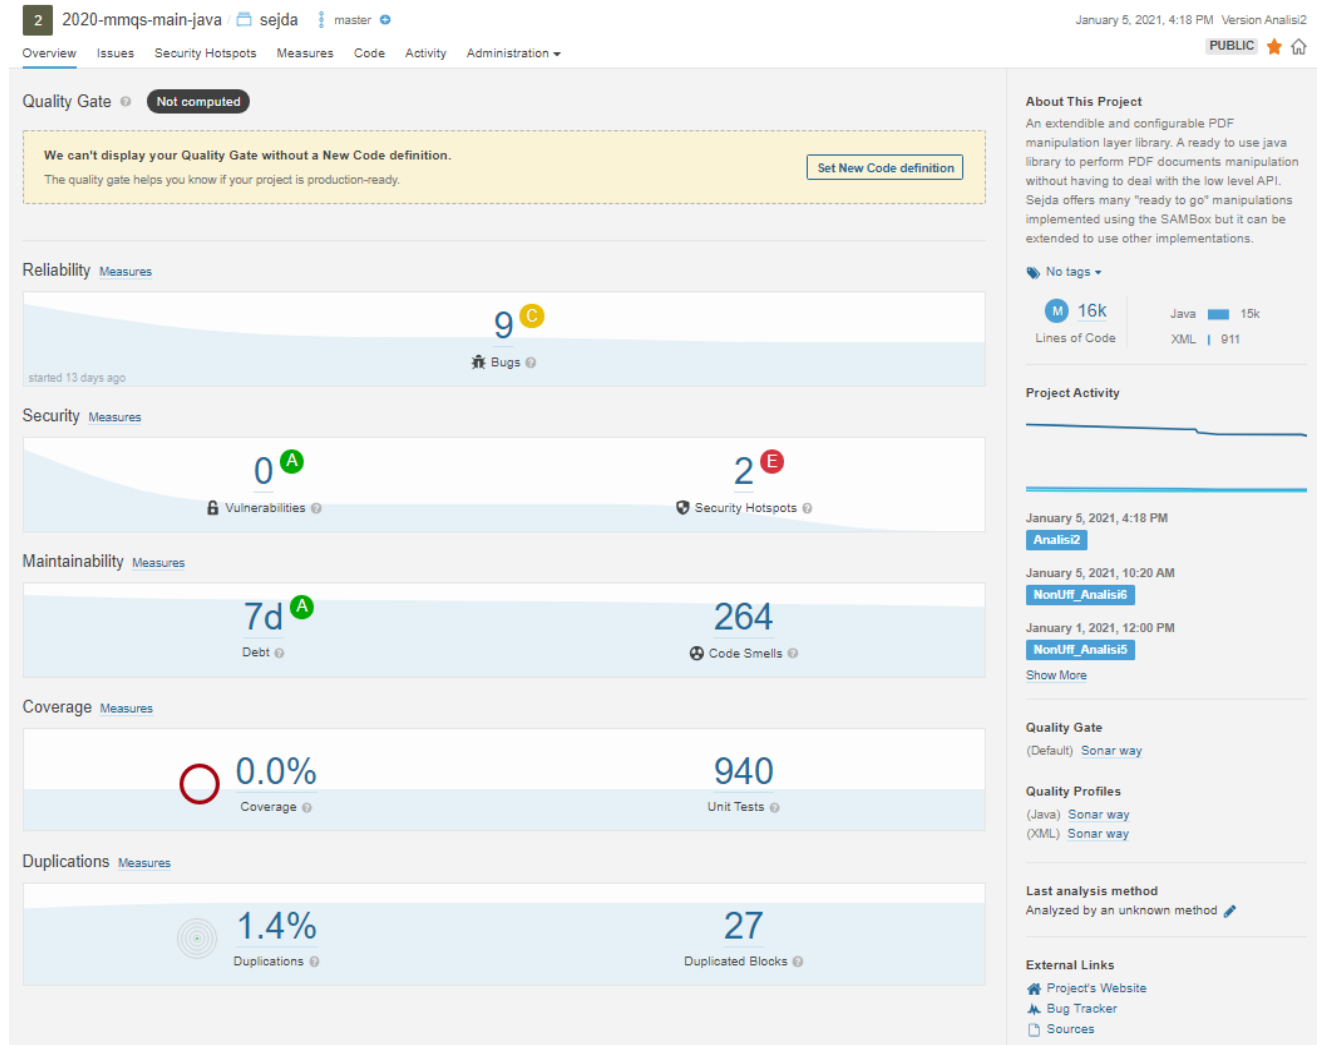 2 2020-mmqs-main-java / sejda master
January 5, 2021, 4:18 PM Version Analisi2
Overview Issues Security Hotspots Measures Code Activity Administration
PUBLIC
Quality Gate Not computed
We can't display your Quality Gate without a New Code definition.
The quality gate helps you know if your project is production-ready.
Set New Code definition
Reliability Measures
9 C
Bugs
started 13 days ago
Security Measures
0 A 2 E
Vulnerabilities Security Hotspots
Maintainability Measures
7d A 264
Debt Code Smells
Coverage Measures
0.0% 940
Coverage Unit Tests
Duplications Measures
1.4% 27
Duplications Duplicated Blocks
About This Project
An extendible and configurable PDF
manipulation layer library. A ready to use java
library to perform PDF documents manipulation
without having to deal with the low level API.
Sejda offers many "ready to go" manipulations
implemented using the SAMBox but it can be
extended to use other implementations.
No tags
M 16k
Lines of Code
Java 15k
XML 911
Project Activity
January 5, 2021, 4:18 PM
Analisi2
January 5, 2021, 10:20 AM
NonUff_Analisi6
January 1, 2021, 12:00 PM
NonUff_Analisi5
Show More
Quality Gate
(Default) Sonar way
Quality Profiles
(Java) Sonar way
(XML) Sonar way
Last analysis method
Analyzed by an unknown method
External Links
Project's Website
Bug Tracker
Sources